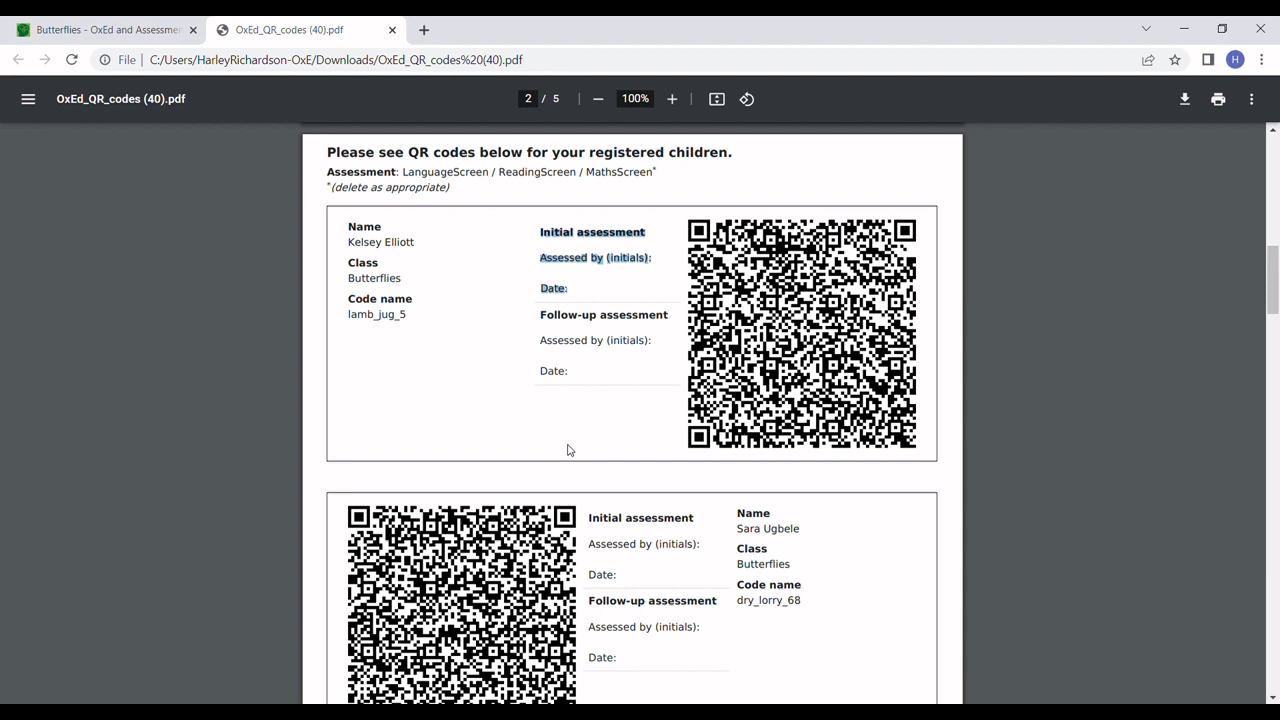 Butterflies - OxEd and Assessme
OxEd_QR_codes (40).pdf
File
C:/Users/HarleyRichardson-OxE/Downloads/OxEd_QR_codes%20(40).pdf
H
OxEd_QR_codes (40).pdf
2 / 5
100%
Please see QR codes below for your registered children.
Assessment: LanguageScreen / ReadingScreen / MathsScreen*
*(delete as appropriate)
Name
Kelsey Elliott
Class
Butterflies
Code name
lamb_jug_5
Initial assessment
Assessed by (initials):
Date:
Follow-up assessment
Assessed by (initials):
Date:
Initial assessment
Assessed by (initials):
Date:
Follow-up assessment
Assessed by (initials):
Date:
Name
Sara Ugbele
Class
Butterflies
Code name
dry_lorry_68